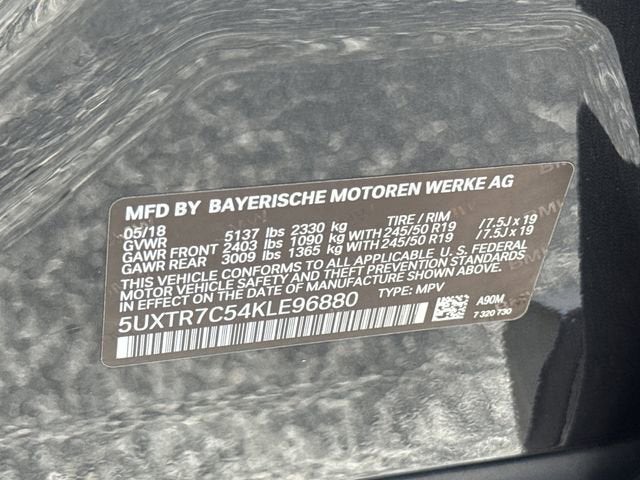 MFD BY BAYERISCHE MOTOREN WERKE AG
05/18 TIRE / RIM
GVWR 5137 lbs 2330 kg
GAWR FRONT 2403 lbs 1090 kg WITH 245/50 R19 /7.5J x 19
GAWR REAR 3009 lbs 1365 kg WITH 245/50 R19 /7.5J x 19
THIS VEHICLE CONFORMS TO ALL APPLICABLE U. S. FEDERAL
MOTOR VEHICLE SAFETY AND THEFT PREVENTION STANDARDS
IN EFFECT ON THE DATE OF MANUFACTURE SHOWN ABOVE.
5UXTR7C54KLE96880 TYPE: MPV
A90M
7 320 730